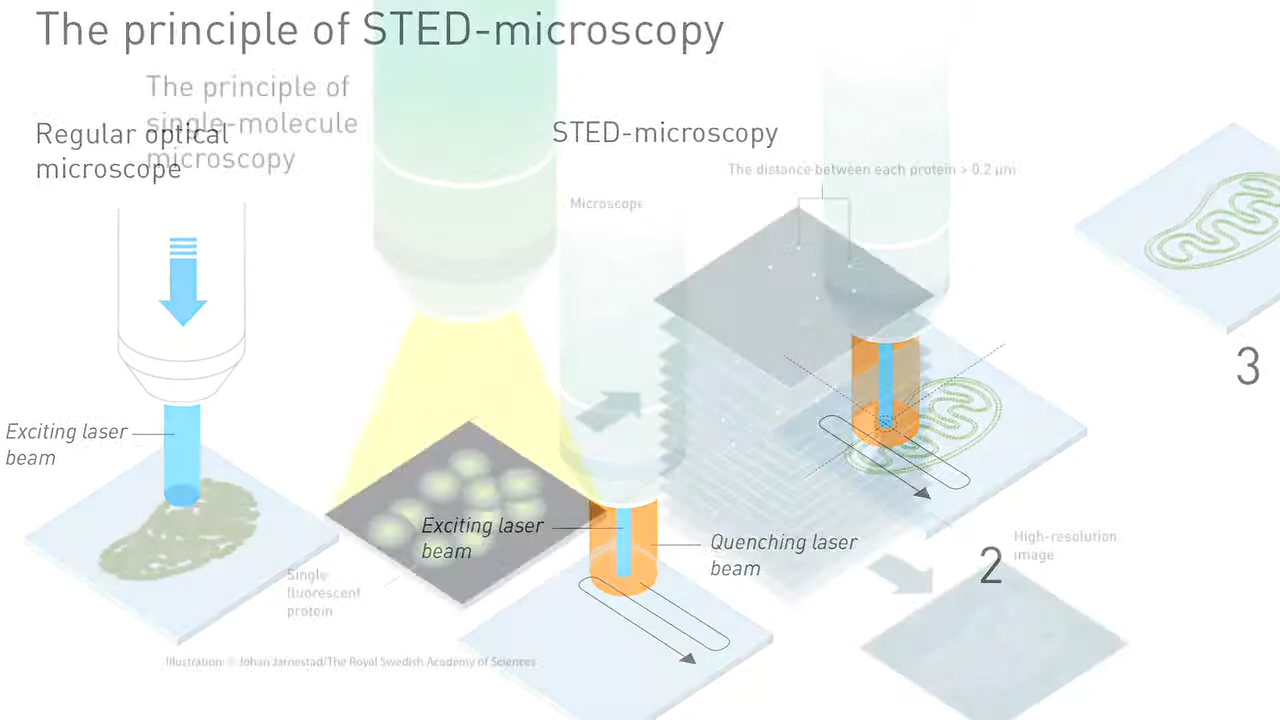 The principle of STED-microscopy
The principle of
single-molecule
microscopy
Regular optical
microscope
STED-microscopy
The distance between each protein > 0.2 µm
Microscope
3
Exciting laser
beam
Exciting laser
beam
Quenching laser
beam
2
High-resolution
image
Single
fluorescent
protein
Illustration: © Johan Jarnestad/The Royal Swedish Academy of Sciences